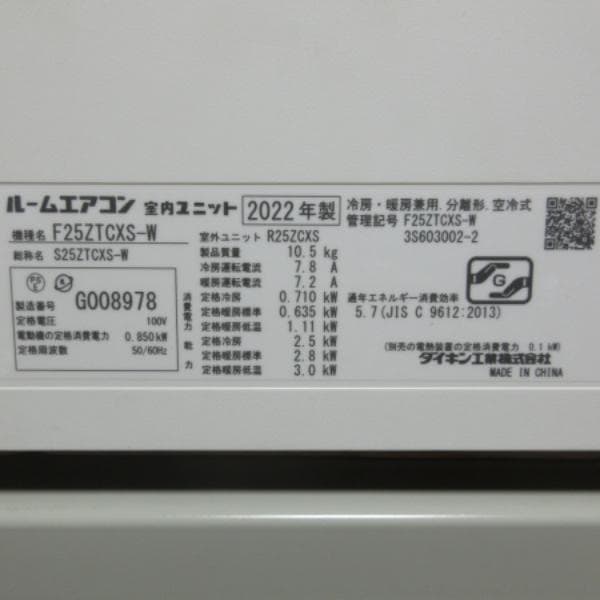 ルームエアコン 室内ユニット 2022年製 冷房・暖房兼用.分離形.空冷式
機種名 F25ZTCXS-W 室外ユニット R25ZCXS 管理記号 F25ZTCXS-W
総称名 S25ZTCXS-W 製品質量 10.5 kg 3S603002-2
冷房運転電流 7.8 A
暖房運転電流 7.2 A
製造番号 G008978
定格電圧 100V
電動機の定格消費電力 0.850kW
定格周波数 50/60Hz
消費電力
定格冷房 0.710 kW
定格暖房標準 0.635 kW
定格暖房低温 1.11 kW
能力
定格冷房 2.5 kW
定格暖房標準 2.8 kW
定格暖房低温 3.0 kW
G
通年エネルギー消費効率
5.7(JIS C 9612:2013)
(別売の電熱装置の定格消費電力 0.1 kW)
ダイキン工業株式会社
MADE IN CHINA